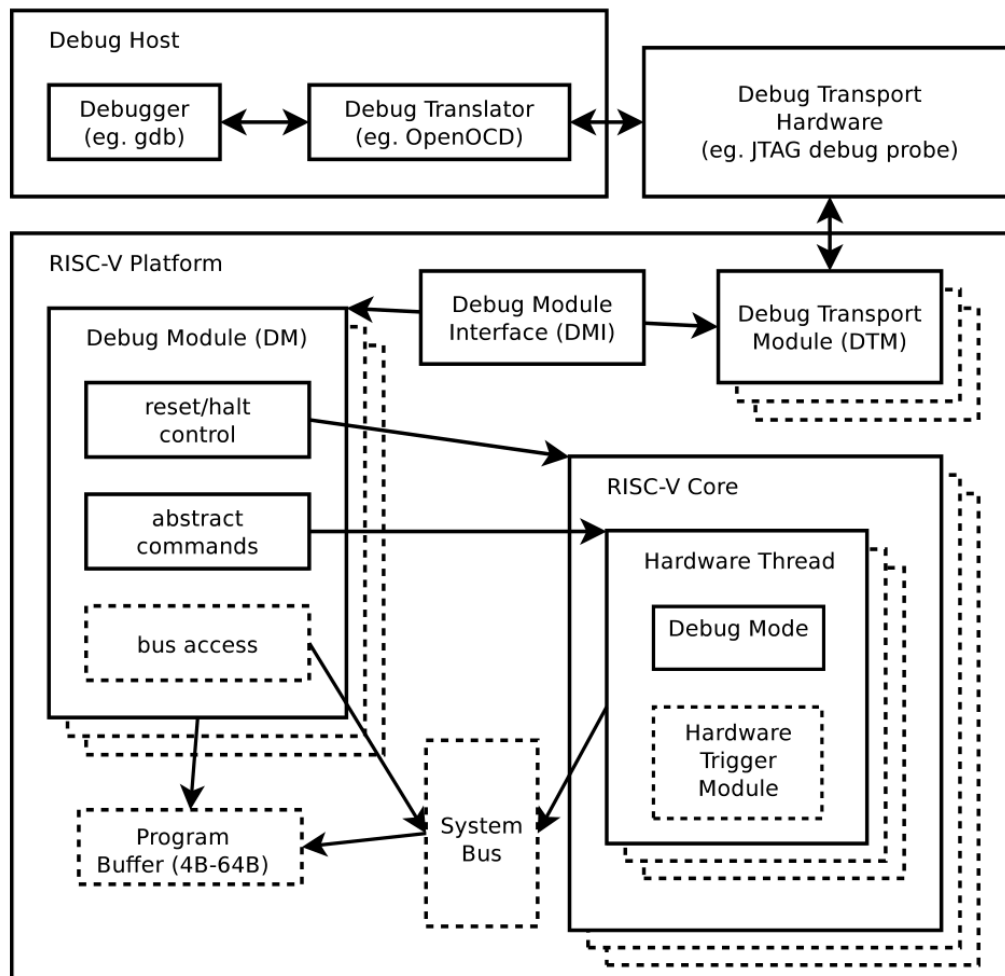 Debug Host
Debugger
(eg. gdb)
Debug Translator
(eg. OpenOCD)
Debug Transport
Hardware
(eg. JTAG debug probe)
RISC-V Platform
Debug Module
Interface (DMI)
Debug Transport
Module (DTM)
Debug Module (DM)
reset/halt
control
abstract
commands
bus access
RISC-V Core
Hardware Thread
Debug Mode
Hardware
Trigger
Module
System
Bus
Program
Buffer (4B-64B)